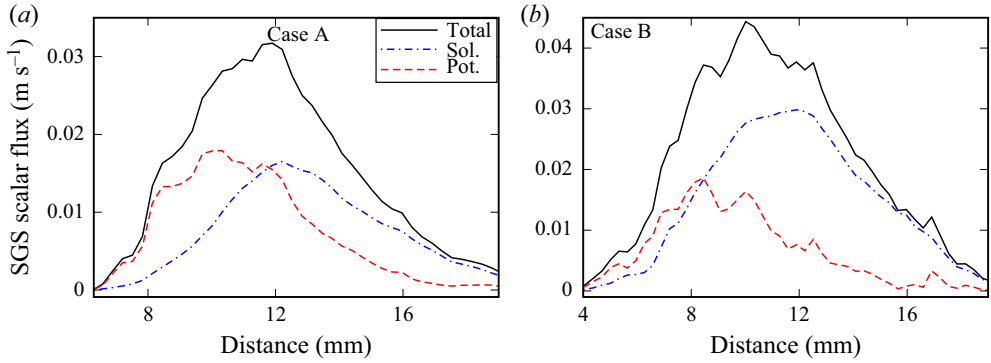 (a)
Case A
Total
Sol.
Pot.
SGS scalar flux (m s⁻¹)
0.03
0.02
0.01
0
8
12
16
Distance (mm)
(b)
Case B
0.04
0.03
0.02
0.01
0
4
8
12
16
Distance (mm)